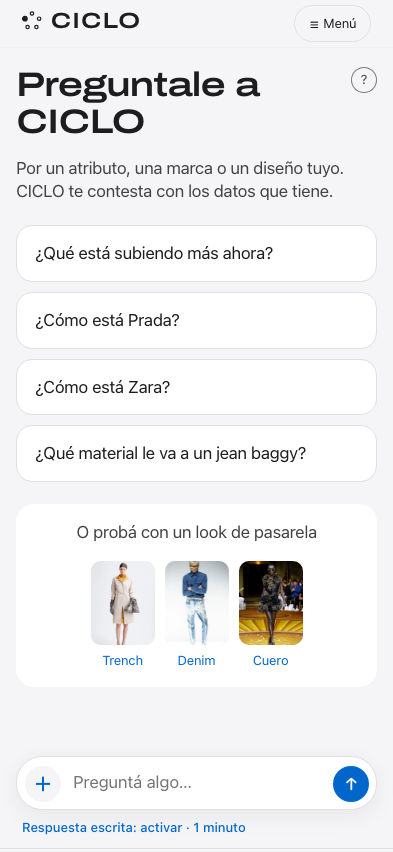 CICLO
≡ Menú
Preguntale a
CICLO
?
Por un atributo, una marca o un diseño tuyo.
CICLO te contesta con los datos que tiene.
¿Qué está subiendo más ahora?
¿Cómo está Prada?
¿Cómo está Zara?
¿Qué material le va a un jean baggy?
O probá con un look de pasarela
Trench
Denim
Cuero
Preguntá algo...
Respuesta escrita: activar · 1 minuto